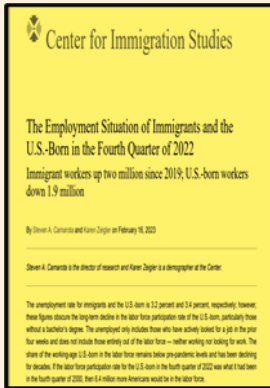 Center for Immigration Studies
The Employment Situation of Immigrants and the
U.S.-Born in the Fourth Quarter of 2022
Immigrant workers up two million since 2019; U.S.-born workers
down 1.9 million
By Steven A. Camarota and Karen Zeigler on February 16, 2023
Steven A. Camarota is the director of research and Karen Zeigler is a demographer at the Center.
The unemployment rate for immigrants and the U.S.-born is 3.2 percent and 3.4 percent, respectively; however,
these figures obscure the long-term decline in the labor force participation rate of the U.S.-born, particularly those
without a bachelor's degree. The unemployed only includes those who have actively looked for a job in the prior
four weeks and does not include those entirely out of the labor force — neither working nor looking for work. The
share of the working-age U.S.-born in the labor force remains below pre-pandemic levels and has been declining
for decades. If the labor force participation rate for the U.S.-born in the fourth quarter of 2022 was what it had been
in the fourth quarter of 2000, then 6.4 million more Americans would be in the labor force.